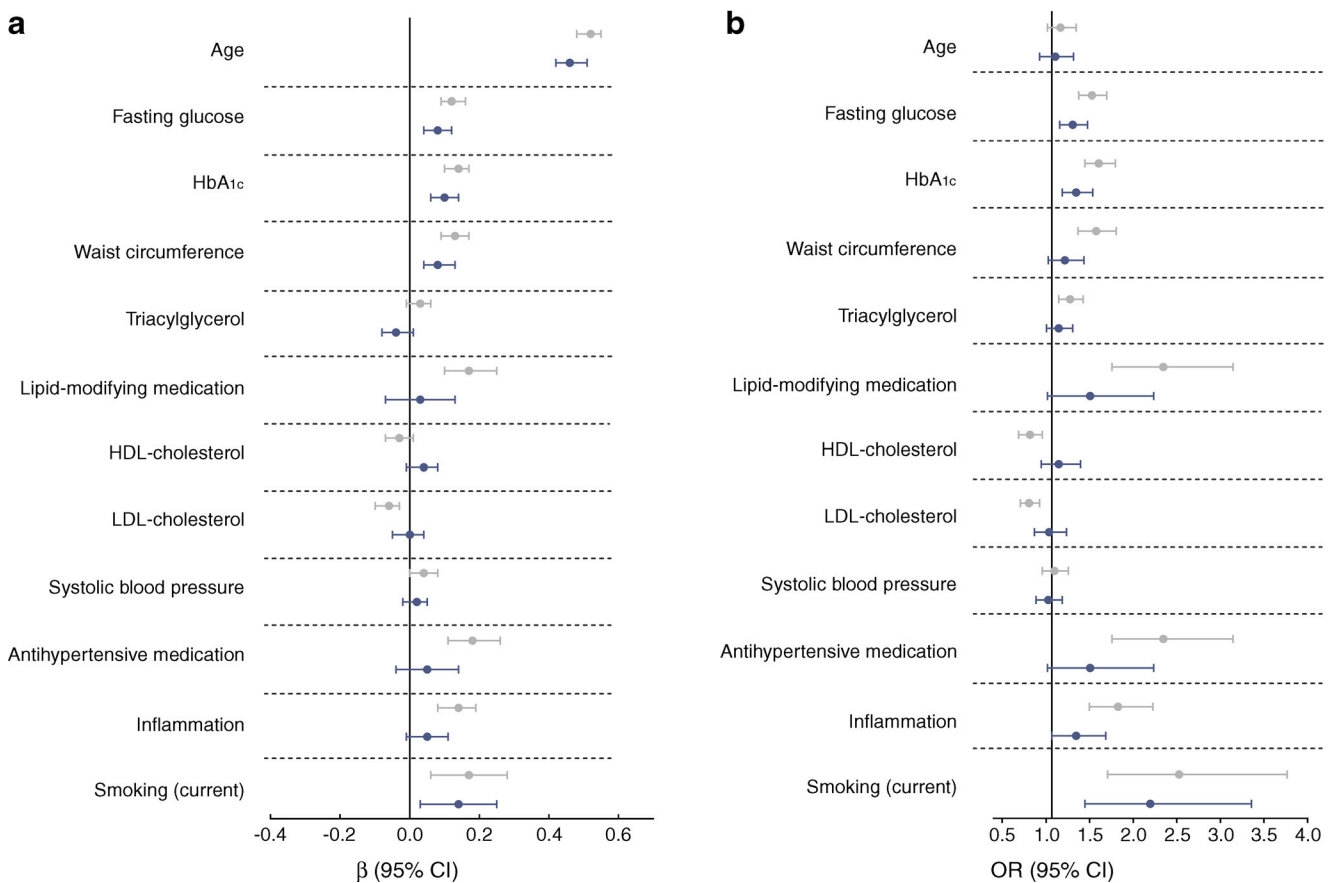 a
Age
Fasting glucose
HbA1c
Waist circumference
Triacylglycerol
Lipid-modifying medication
HDL-cholesterol
LDL-cholesterol
Systolic blood pressure
Antihypertensive medication
Inflammation
Smoking (current)
-0.4 -0.2 0.0 0.2 0.4 0.6
β (95% CI)
b
Age
Fasting glucose
HbA1c
Waist circumference
Triacylglycerol
Lipid-modifying medication
HDL-cholesterol
LDL-cholesterol
Systolic blood pressure
Antihypertensive medication
Inflammation
Smoking (current)
0.5 1.0 1.5 2.0 2.5 3.0 3.5 4.0
OR (95% CI)